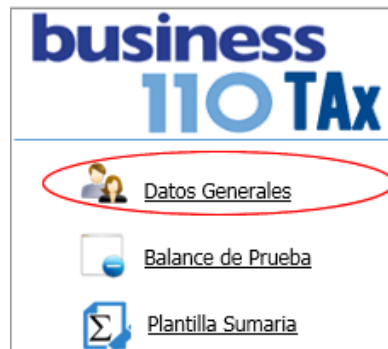 business
110 TAx
Datos Generales
Balance de Prueba
Plantilla Sumaria